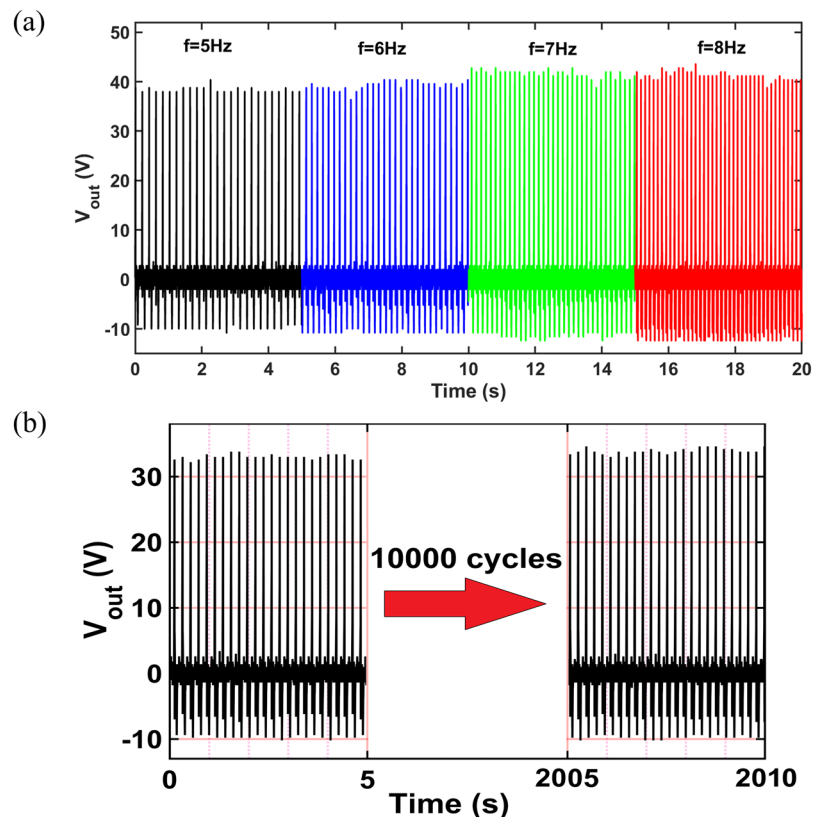 (a)
f=5Hz f=6Hz f=7Hz f=8Hz
50
40
30
20
10
0
-10
V_out (V)
0 2 4 6 8 10 12 14 16 18 20
Time (s)
(b)
30
20
10
0
-10
V_out (V)
10000 cycles
0 5 2005 2010
Time (s)